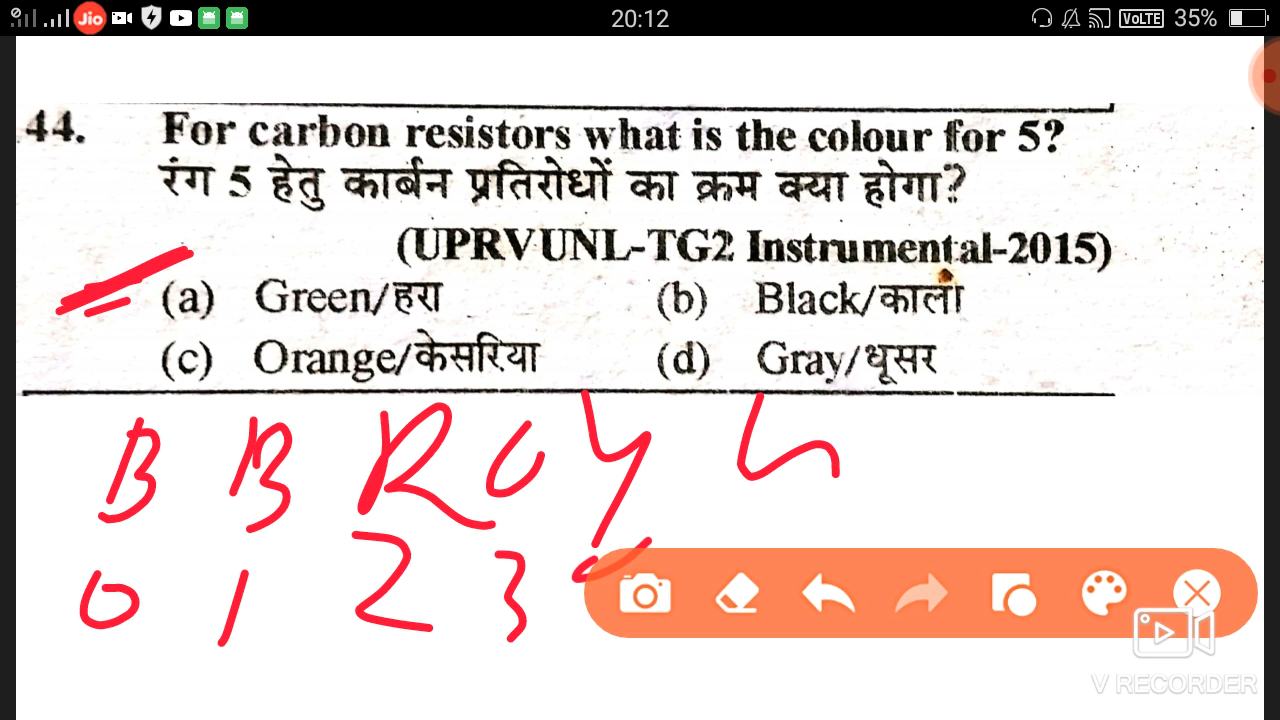 Jio 20:12 VoLTE 35%
44. For carbon resistors what is the colour for 5?
रंग 5 हेतु कार्बन प्रतिरोधों का क्रम क्या होगा?
(UPRVUNL-TG2 Instrumental-2015)
(a) Green/हरा (b) Black/काला
(c) Orange/केसरिया (d) Gray/धूसर
B B R O Y
0 1 2 3
V RECORDER